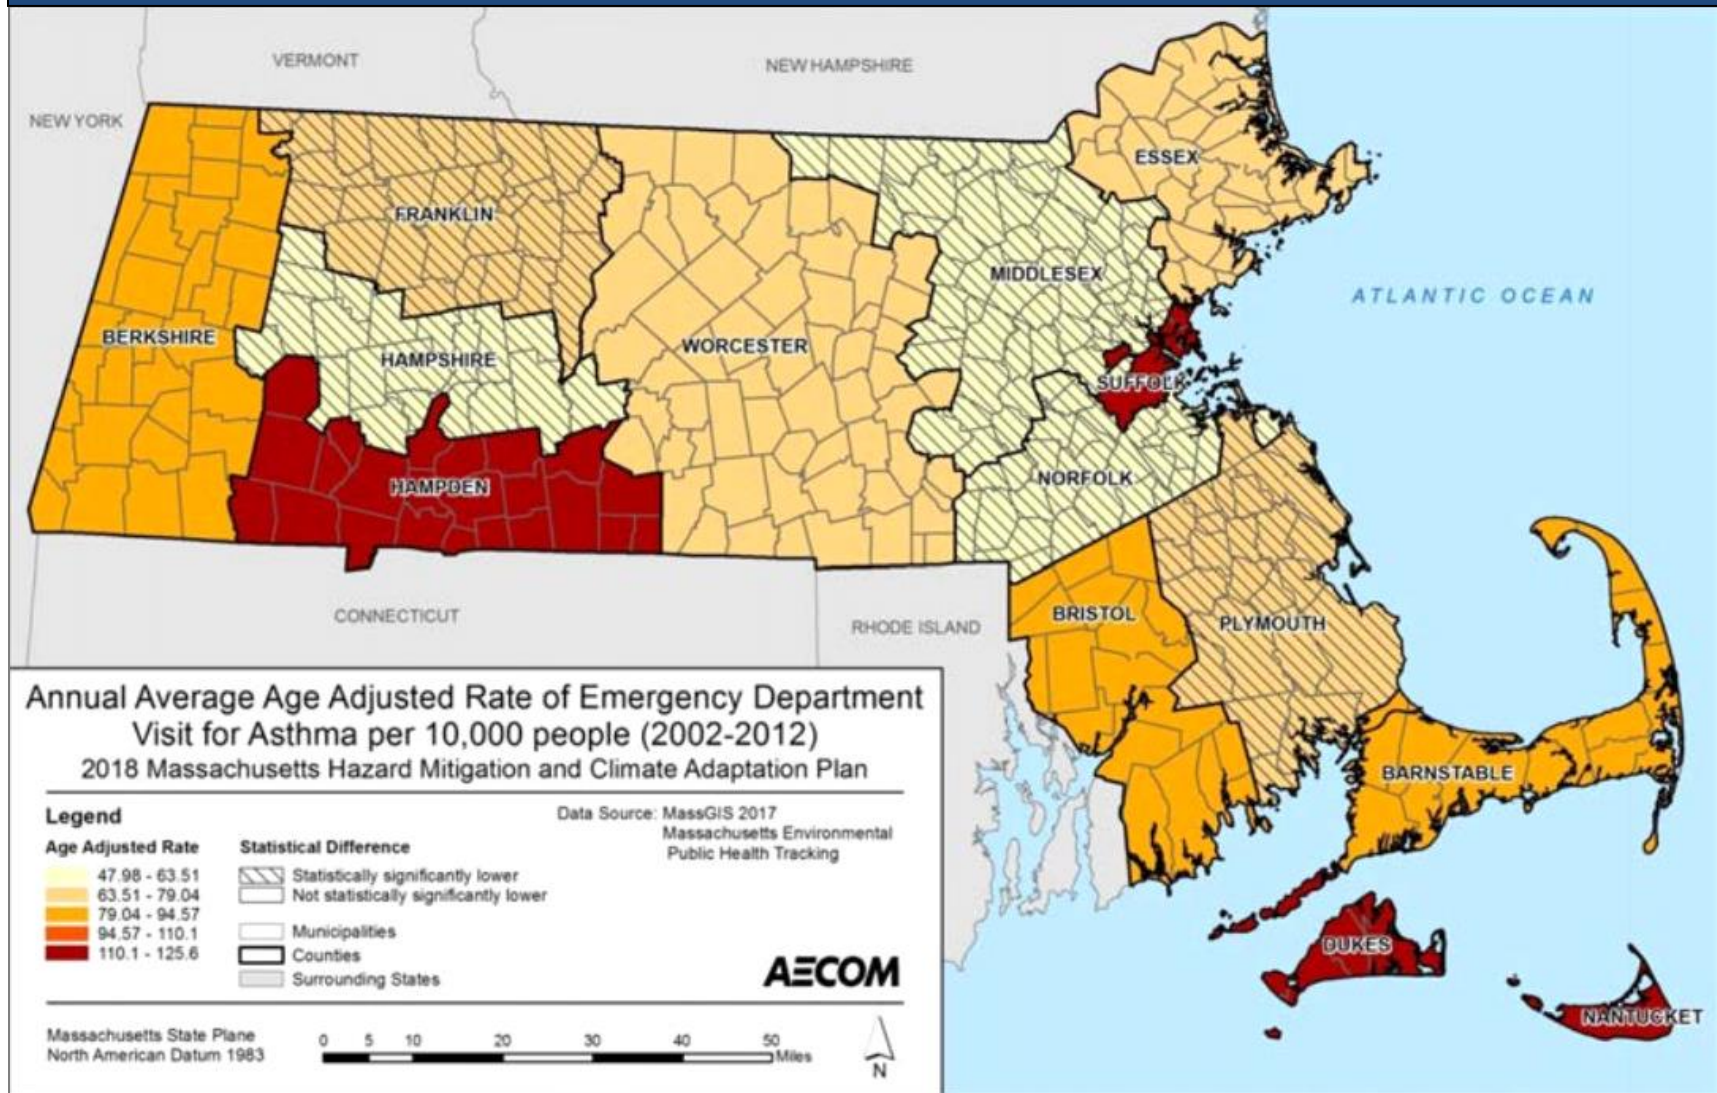 VERMONT
NEW HAMPSHIRE
NEW YORK
ESSEX
FRANKLIN
MIDDLESEX
ATLANTIC OCEAN
BERKSHIRE
WORCESTER
HAMPSHIRE
SUFFOLK
NORFOLK
HAMPDEN
CONNECTICUT
BRISTOL
RHODE ISLAND
PLYMOUTH
BARNSTABLE
DUKES
NANTUCKET
Annual Average Age Adjusted Rate of Emergency Department
Visit for Asthma per 10,000 people (2002-2012)
2018 Massachusetts Hazard Mitigation and Climate Adaptation Plan
Legend
Age Adjusted Rate
47.98 - 63.51
63.51 - 79.04
79.04 - 94.57
94.57 - 110.1
110.1 - 125.6
Statistical Difference
Statistically significantly lower
Not statistically significantly lower
Municipalities
Counties
Surrounding States
Data Source: MassGIS 2017
Massachusetts Environmental
Public Health Tracking
AECOM
Massachusetts State Plane
North American Datum 1983
0 5 10 20 30 40 50
Miles
N